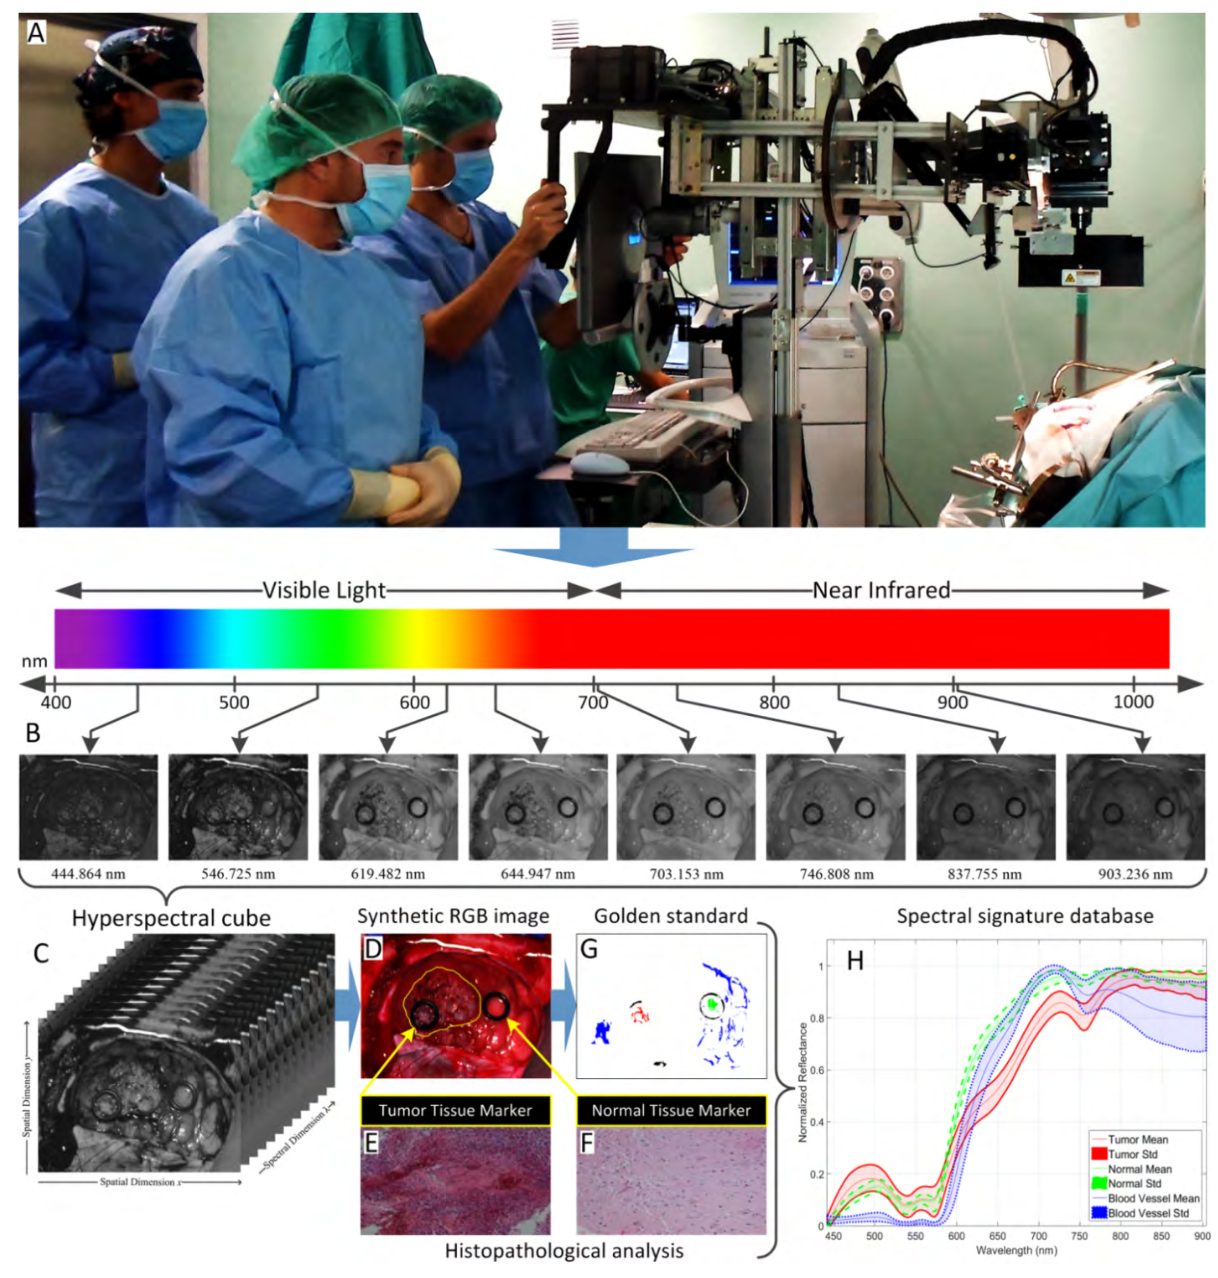 A
Visible Light
Near Infrared
nm
400
500
600
700
800
900
1000
B
444.864 nm
546.725 nm
619.482 nm
644.947 nm
703.153 nm
746.808 nm
837.755 nm
903.236 nm
Hyperspectral cube
C
Spatial Dimension y
Spatial Dimension x
Spectral Dimension λ
Synthetic RGB image
D
Golden standard
G
Tumor Tissue Marker
Normal Tissue Marker
E
F
Histopathological analysis
Spectral signature database
H
Normalized Reflectance
1
0.8
0.6
0.4
0.2
0
Tumor Mean
Tumor Std
Normal Mean
Normal Std
Blood Vessel Mean
Blood Vessel Std
450
500
550
600
650
700
750
800
850
900
Wavelength (nm)